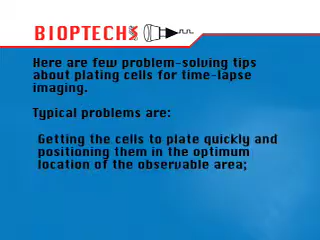 BIOPTECHS
Here are few problem-solving tips
about plating cells for time-lapse
imaging.
Typical problems are:
Getting the cells to plate quickly and
positioning them in the optimum
location of the observable area;